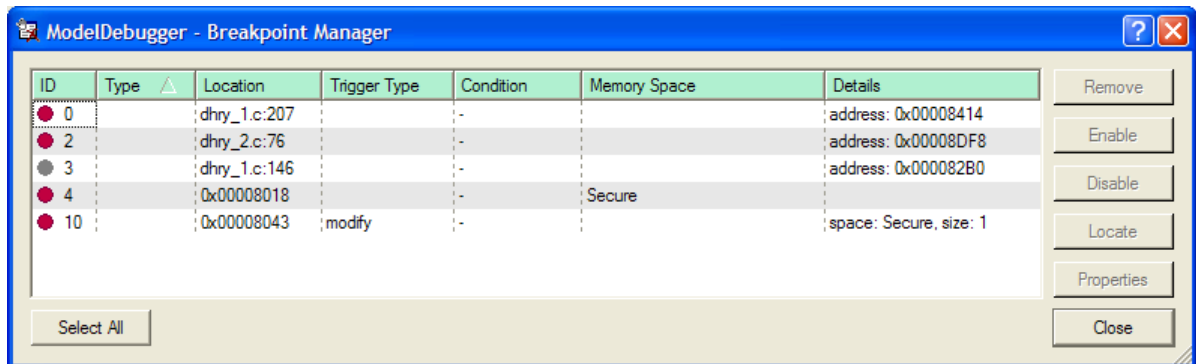 ModelDebugger - Breakpoint Manager
ID Type Location Trigger Type Condition Memory Space Details
0 dhry_1.c:207 - address: 0x00008414
2 dhry_2.c:76 - address: 0x00008DF8
3 dhry_1.c:146 - address: 0x000082B0
4 0x00008018 - Secure
10 0x00008043 modify - space: Secure, size: 1
Remove
Enable
Disable
Locate
Properties
Select All
Close